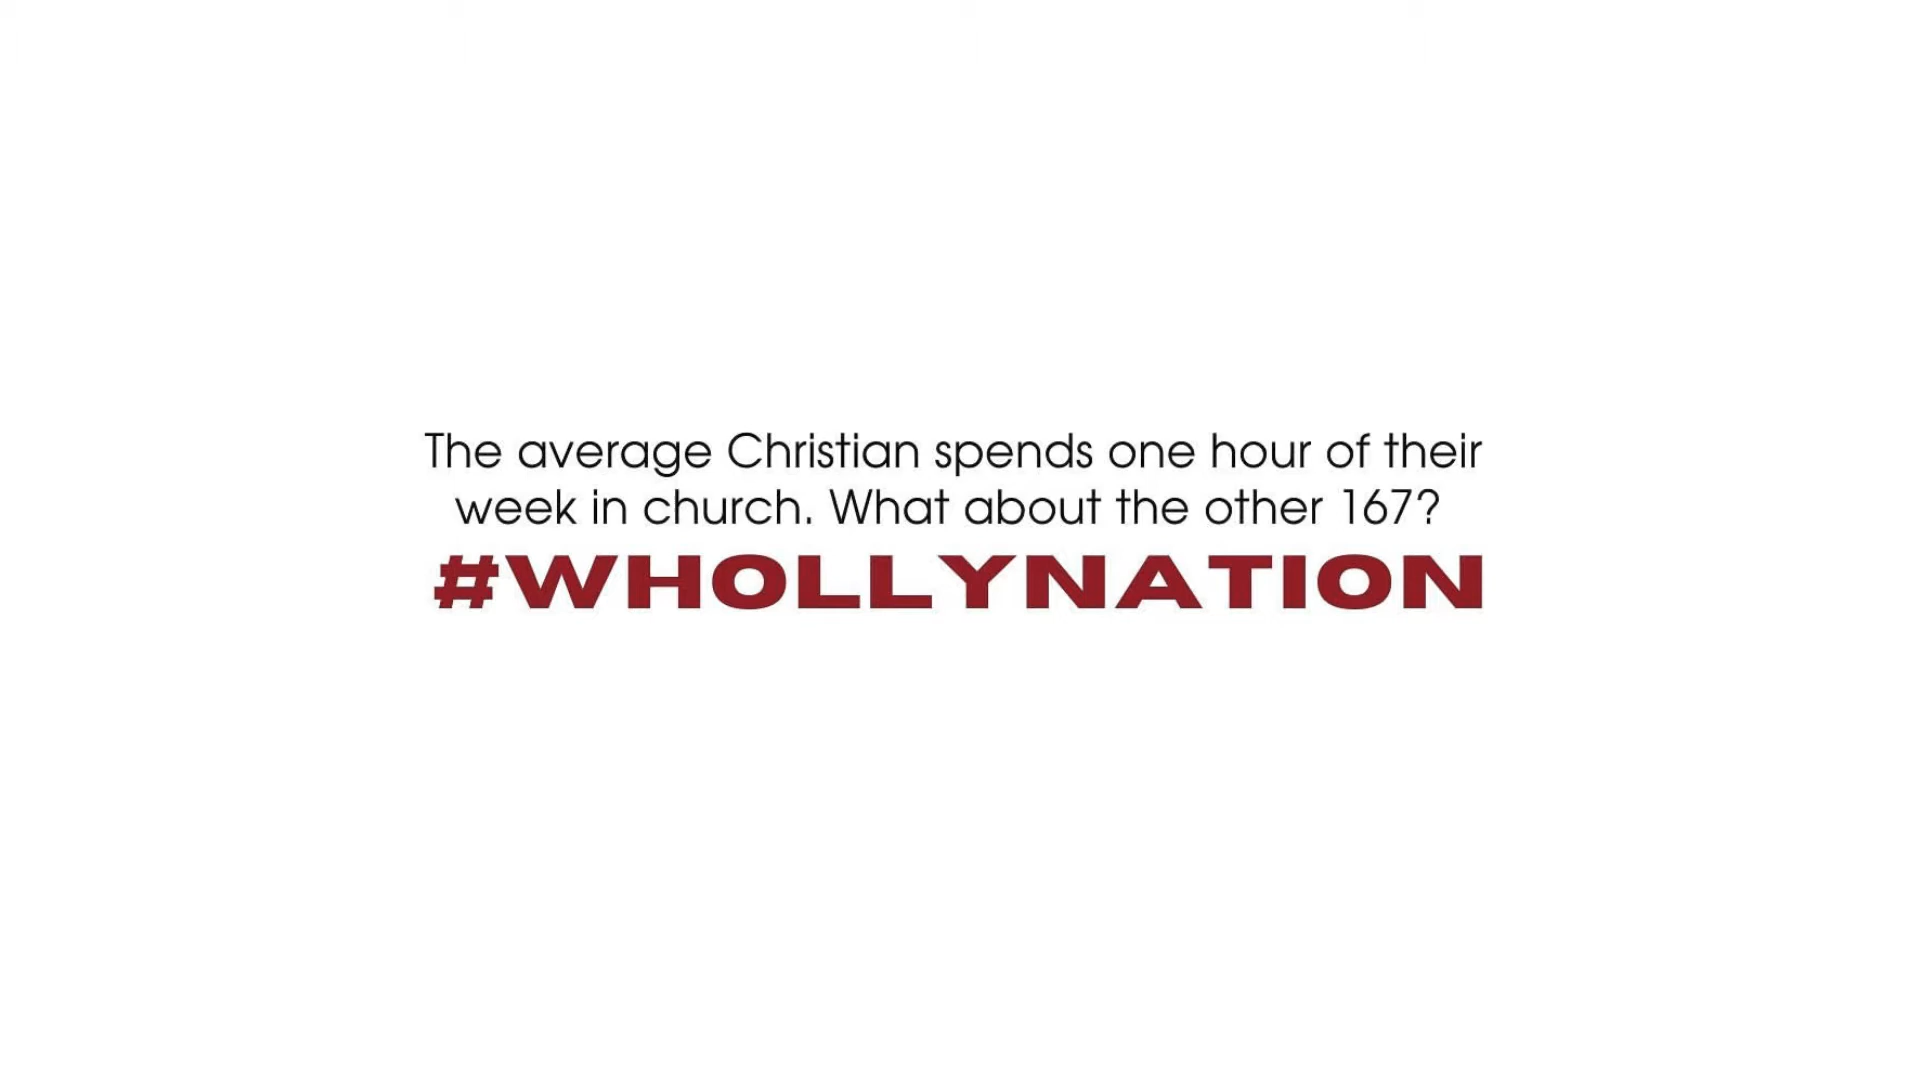 The average Christian spends one hour of their
week in church. What about the other 167?
#WHOLLYNATION